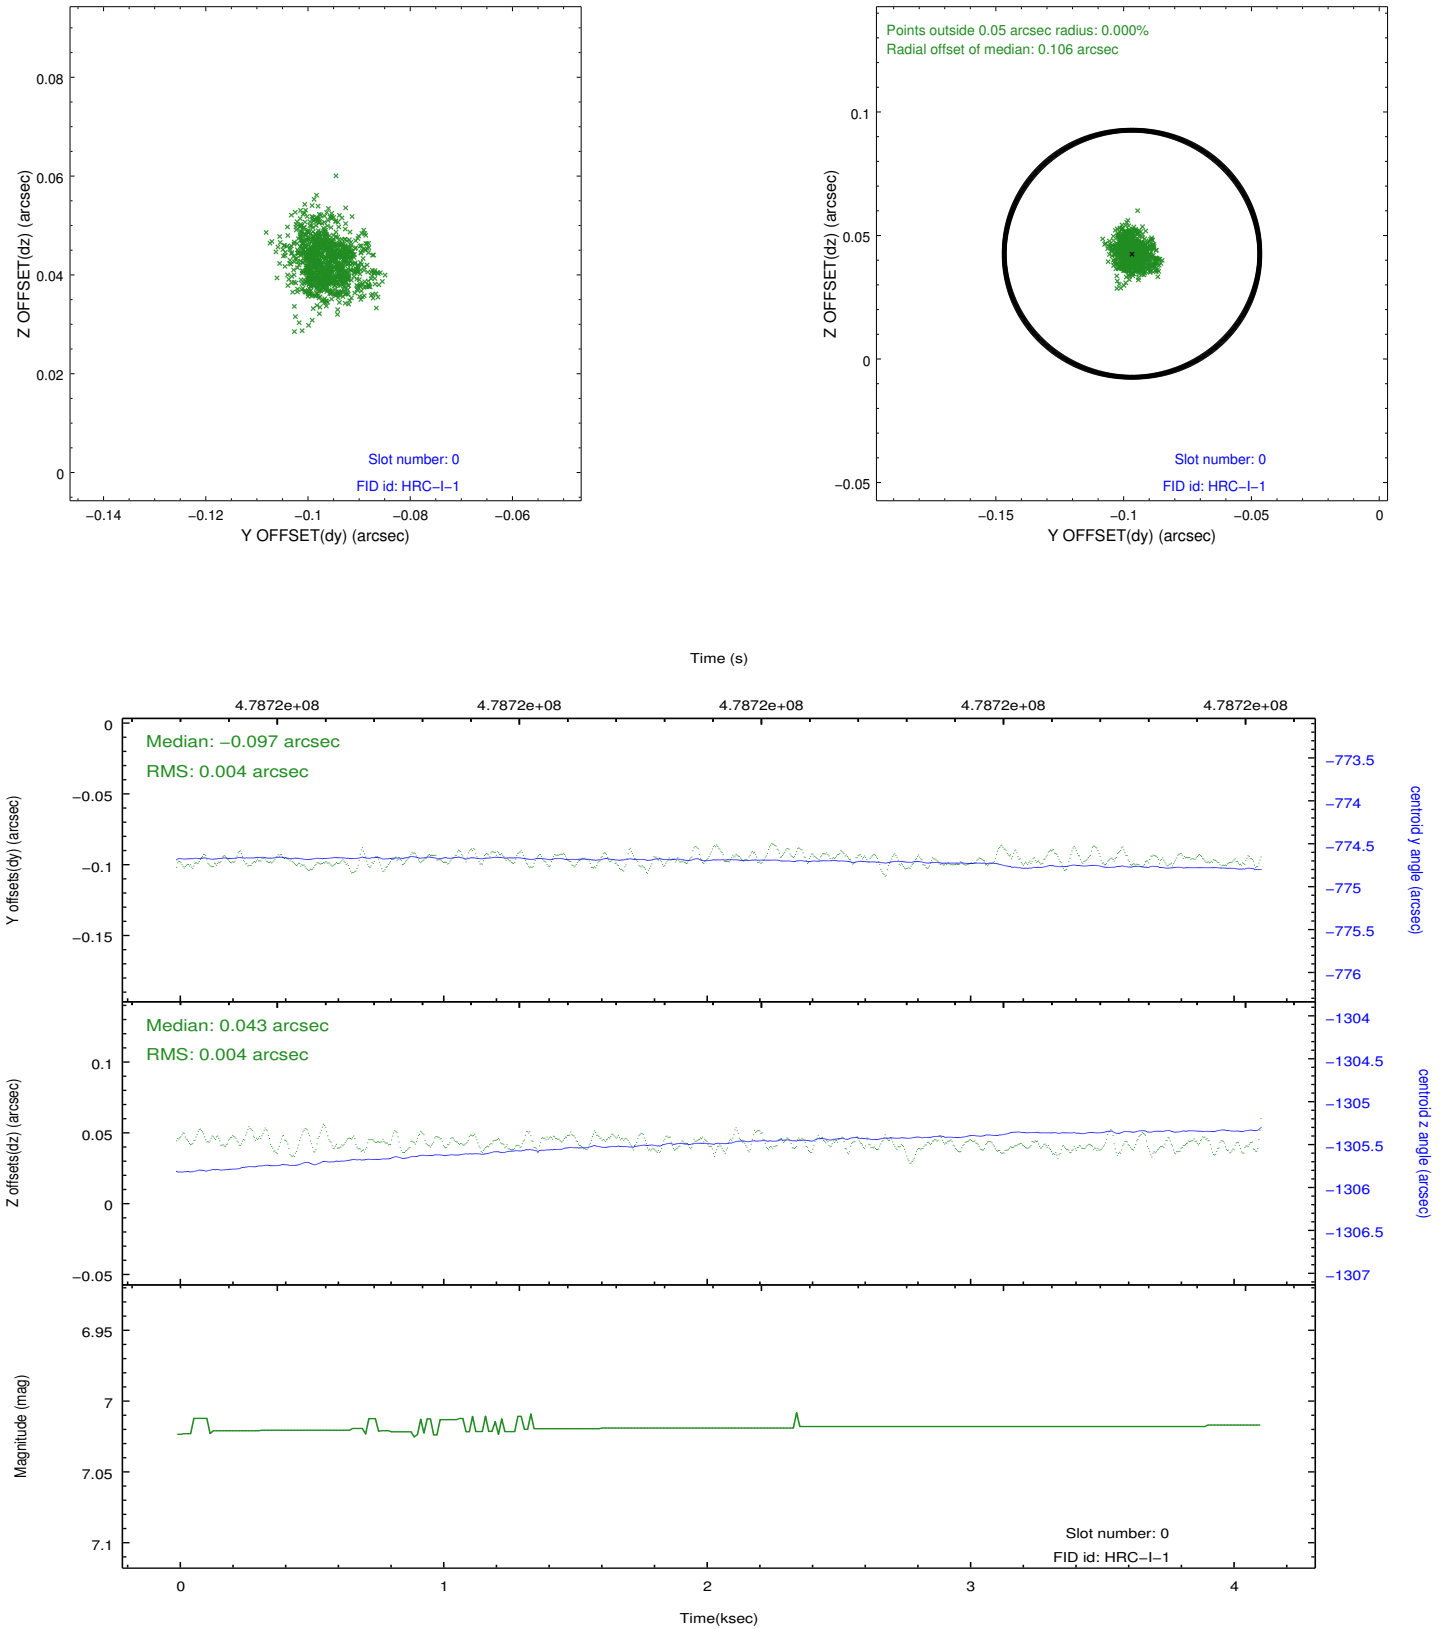 0.08
0.06
0.04
0.02
0
Z OFFSET(dz) (arcsec)
Slot number: 0
FID id: HRC−I−1
−0.14
−0.12
−0.1
−0.08
−0.06
Y OFFSET(dy) (arcsec)
Points outside 0.05 arcsec radius: 0.000%
Radial offset of median: 0.106 arcsec
0.1
0.05
0
−0.05
Z OFFSET(dz) (arcsec)
Slot number: 0
FID id: HRC−I−1
−0.15
−0.1
−0.05
0
Y OFFSET(dy) (arcsec)
Time (s)
4.7872e+08
4.7872e+08
4.7872e+08
4.7872e+08
4.7872e+08
Median: −0.097 arcsec
RMS: 0.004 arcsec
0
−0.05
−0.1
−0.15
Y offsets(dy) (arcsec)
−773.5
−774
−774.5
−775
−775.5
−776
centroid y angle (arcsec)
Median: 0.043 arcsec
RMS: 0.004 arcsec
0.1
0.05
0
−0.05
Z offsets(dz) (arcsec)
−1304
−1304.5
−1305
−1305.5
−1306
−1306.5
−1307
centroid z angle (arcsec)
6.95
7
7.05
7.1
Magnitude (mag)
Slot number: 0
FID id: HRC−I−1
0
1
2
3
4
Time(ksec)